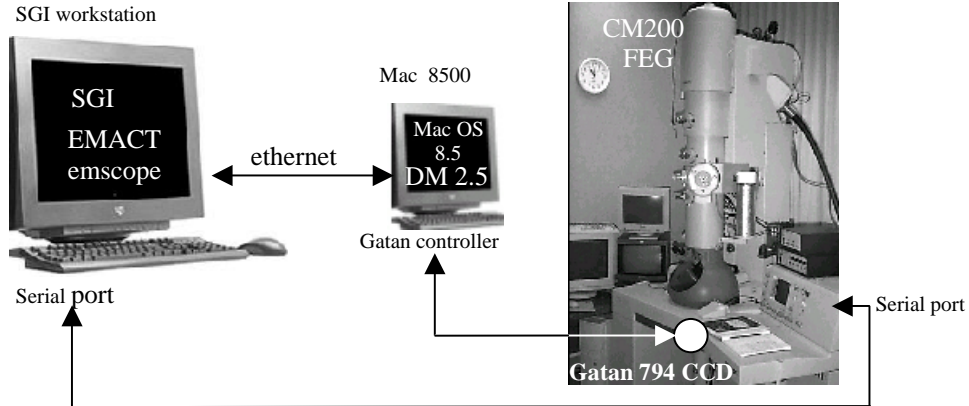 SGI workstation
SGI
EMACT
emscope
Serial port
ethernet
Mac 8500
Mac OS
8.5
DM 2.5
Gatan controller
CM200
FEG
Gatan 794 CCD
Serial port